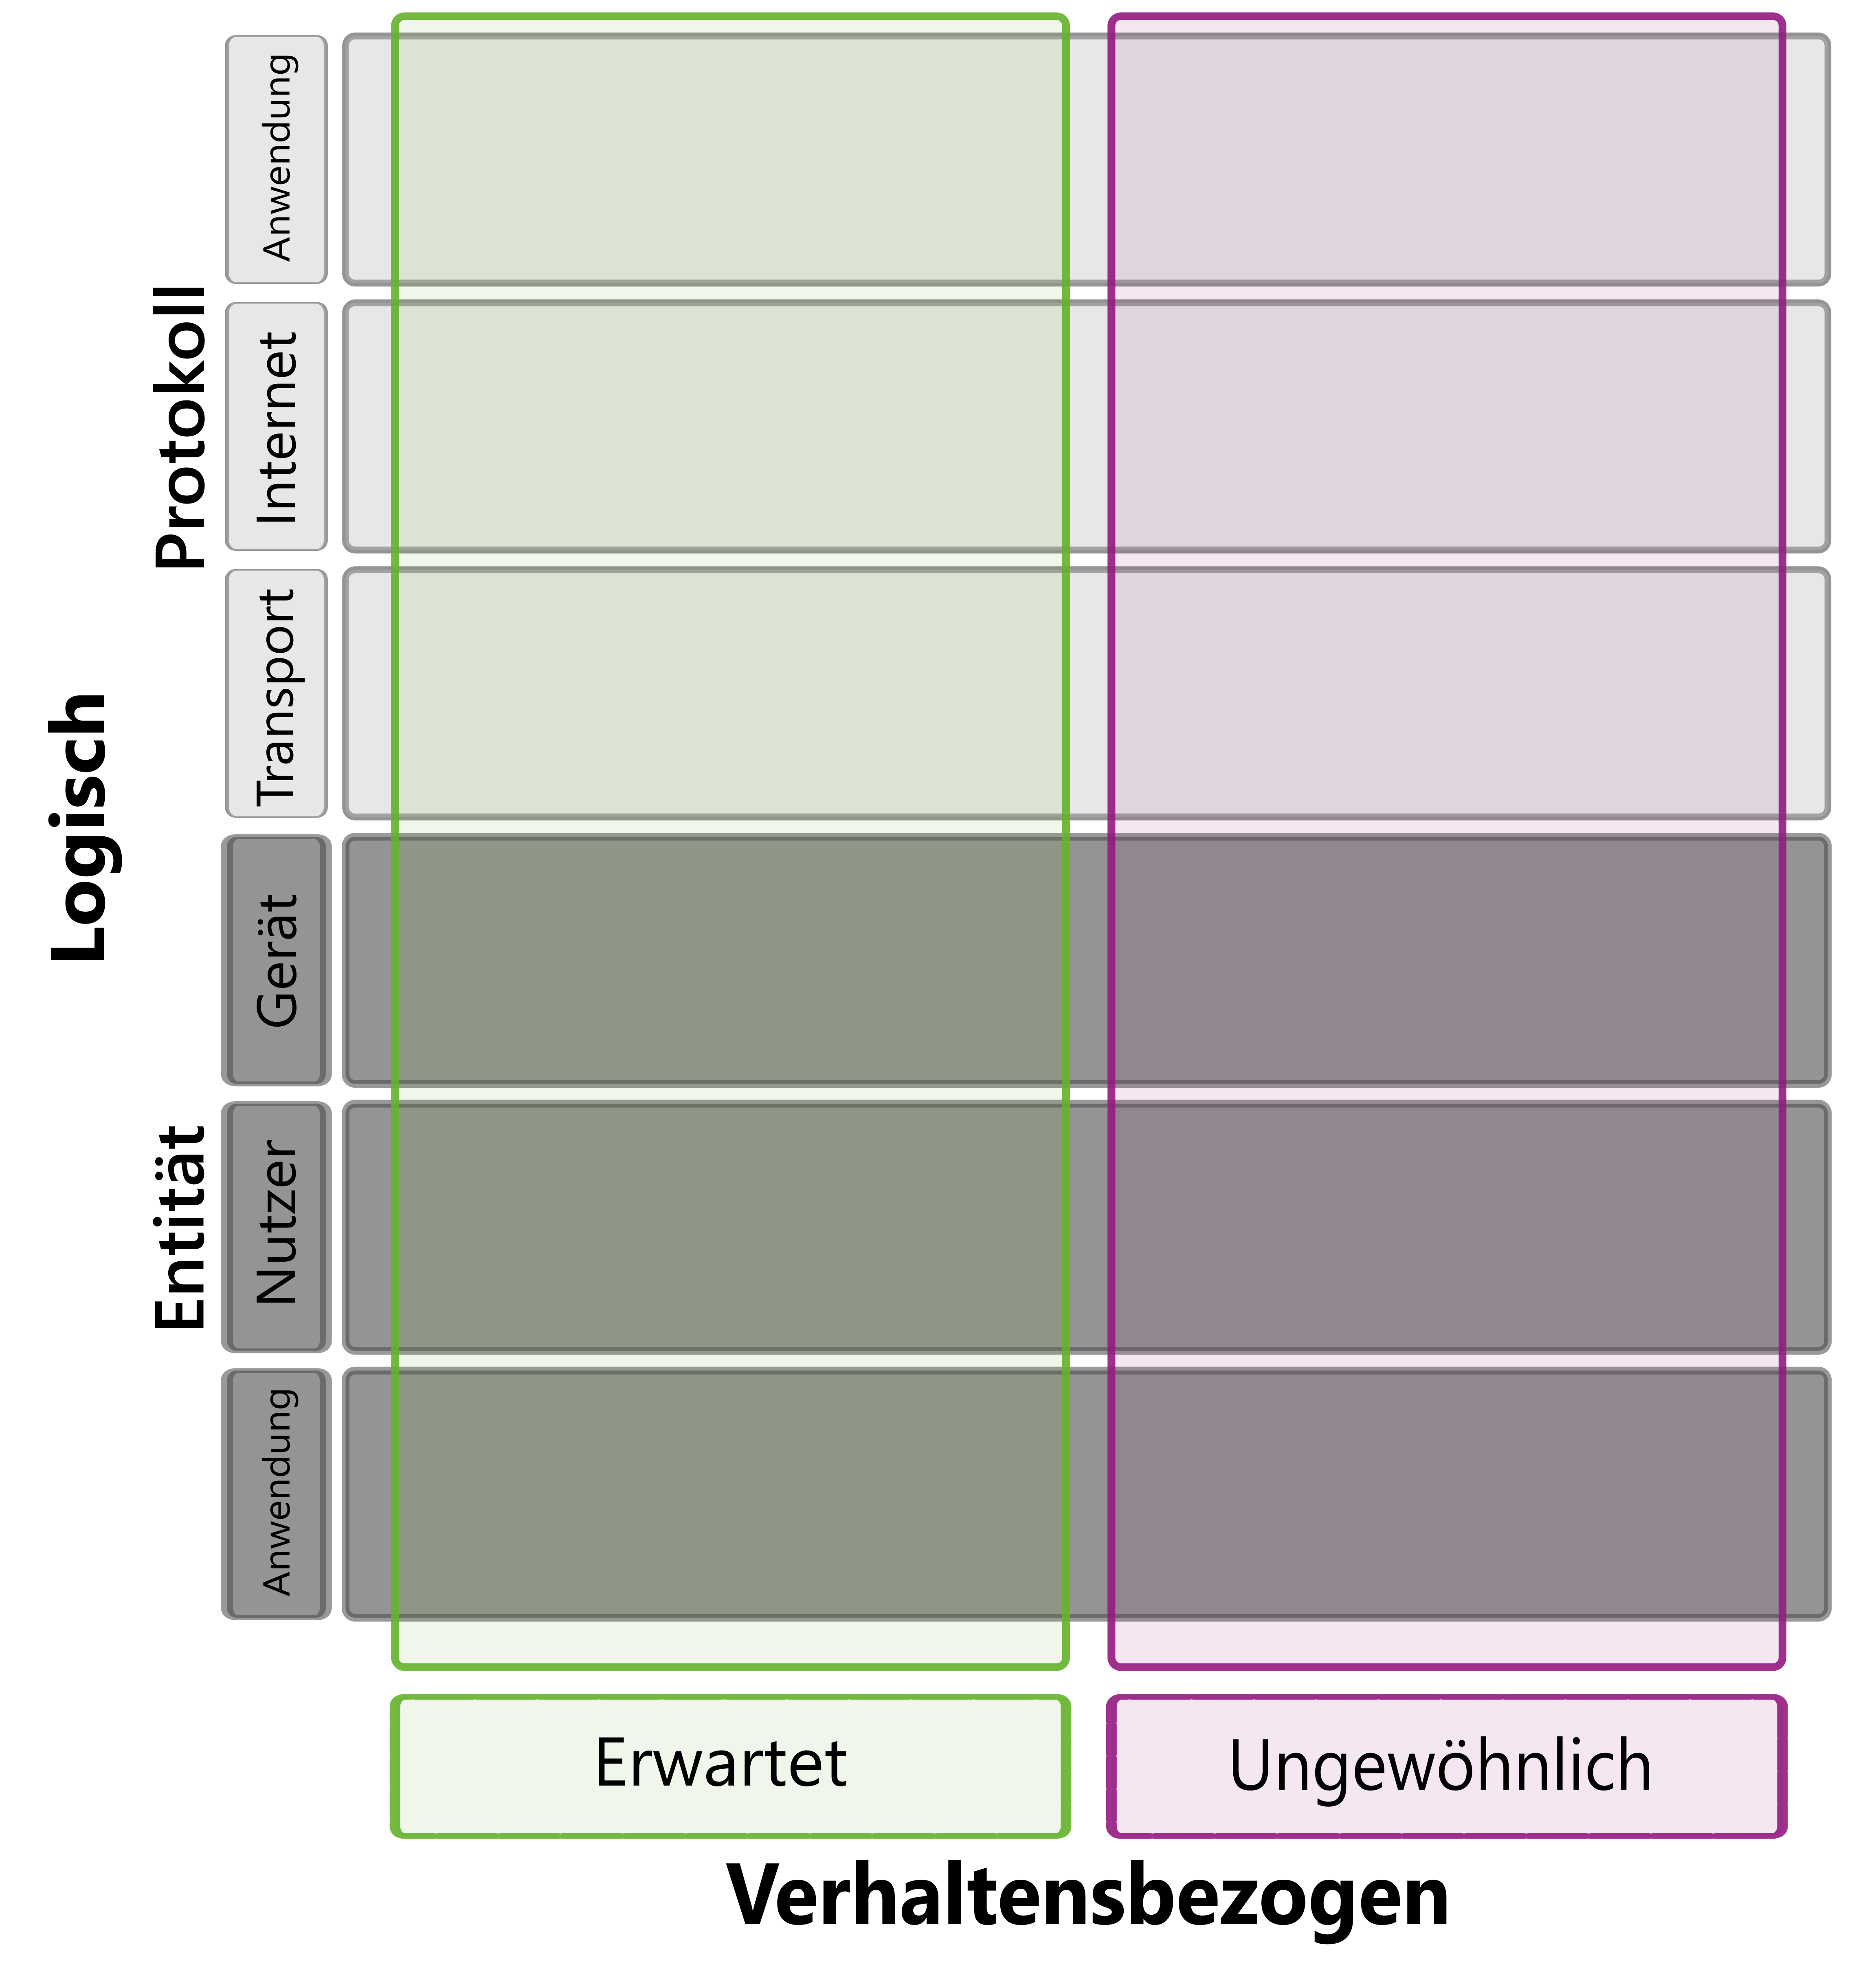 Logisch
Protokoll
Anwendung
Internet
Transport
Entität
Gerät
Nutzer
Anwendung
Erwartet
Ungewöhnlich
Verhaltensbezogen